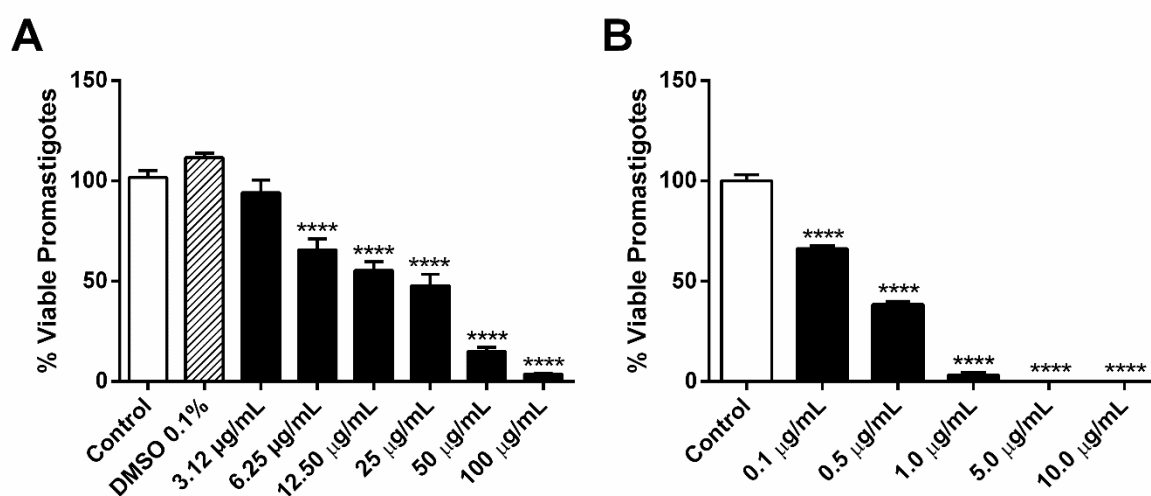 A
% Viable Promastigotes
150
100
50
0
****
****
****
****
****
Control
DMSO 0.1%
3.12 µg/mL
6.25 µg/mL
12.50 µg/mL
25 µg/mL
50 µg/mL
100 µg/mL
B
% Viable Promastigotes
150
100
50
0
****
****
****
****
****
Control
0.1 µg/mL
0.5 µg/mL
1.0 µg/mL
5.0 µg/mL
10.0 µg/mL